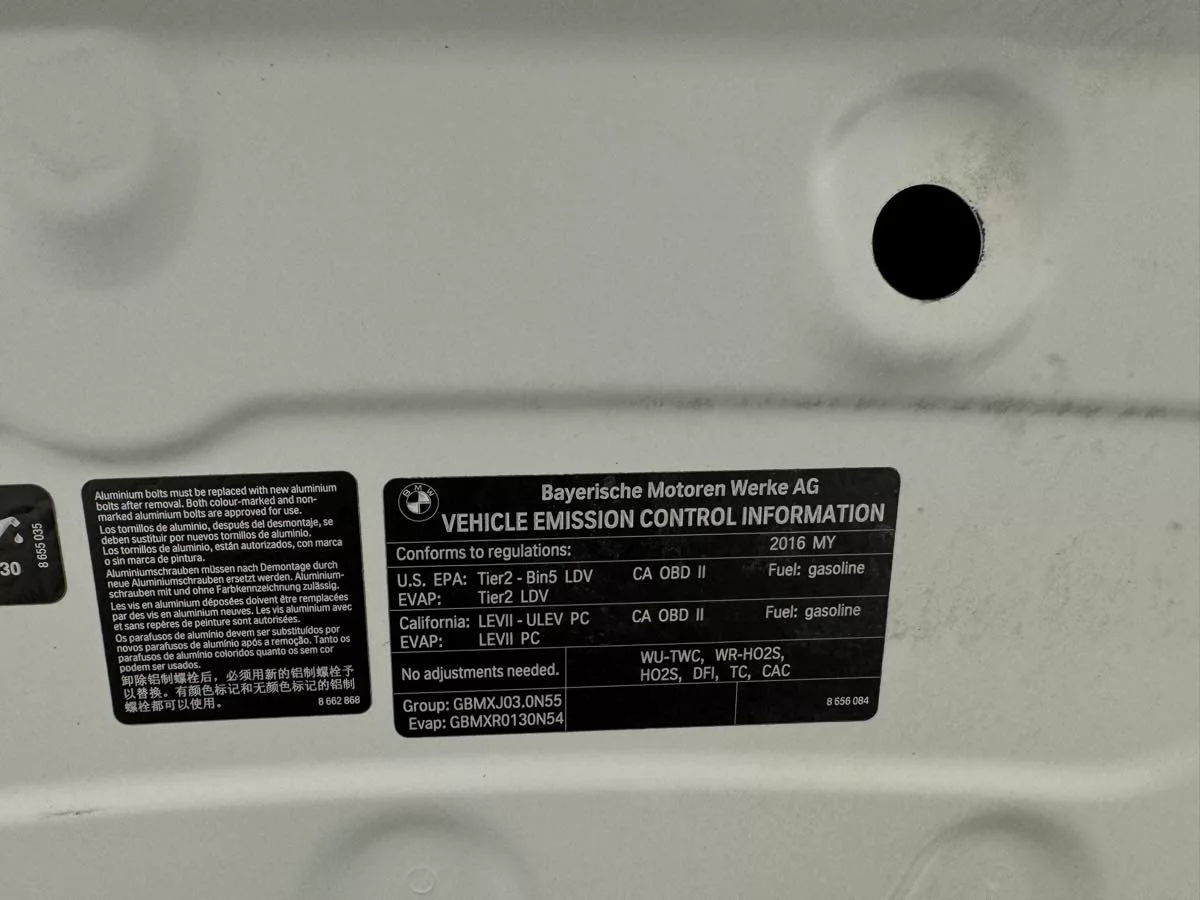 30
8 655 035
Aluminium bolts must be replaced with new aluminium
bolts after removal. Both colour-marked and non-
marked aluminium bolts are approved for use.
Los tornillos de aluminio, después del desmontaje, se
deben sustituir por nuevos tornillos de aluminio.
Los tornillos de aluminio, están autorizados, con marca
o sin marca de pintura.
Aluminiumschrauben müssen nach Demontage durch
neue Aluminiumschrauben ersetzt werden. Aluminium-
schrauben mit und ohne Farbkennzeichnung zulässig.
Les vis en aluminium déposées doivent être remplacées
par des vis en aluminium neuves. Les vis aluminium avec
et sans repères de peinture sont autorisées.
Os parafusos de alumínio devem ser substituídos por
novos parafusos de alumínio após a remoção. Tanto os
parafusos de alumínio coloridos quanto os sem cor
podem ser usados.
卸除铝制螺栓后，必须用新的铝制螺栓予
以替换。有颜色标记和无颜色标记的铝制
螺栓都可以使用。
8 662 868
BMW
Bayerische Motoren Werke AG
VEHICLE EMISSION CONTROL INFORMATION
Conforms to regulations: 2016 MY
U.S. EPA: Tier2 - Bin5 LDV CA OBD II Fuel: gasoline
EVAP: Tier2 LDV
California: LEVII - ULEV PC CA OBD II Fuel: gasoline
EVAP: LEVII PC
No adjustments needed.
WU-TWC, WR-HO2S,
HO2S, DFI, TC, CAC
Group: GBMXJ03.0N55
Evap: GBMXR0130N54
8 656 084